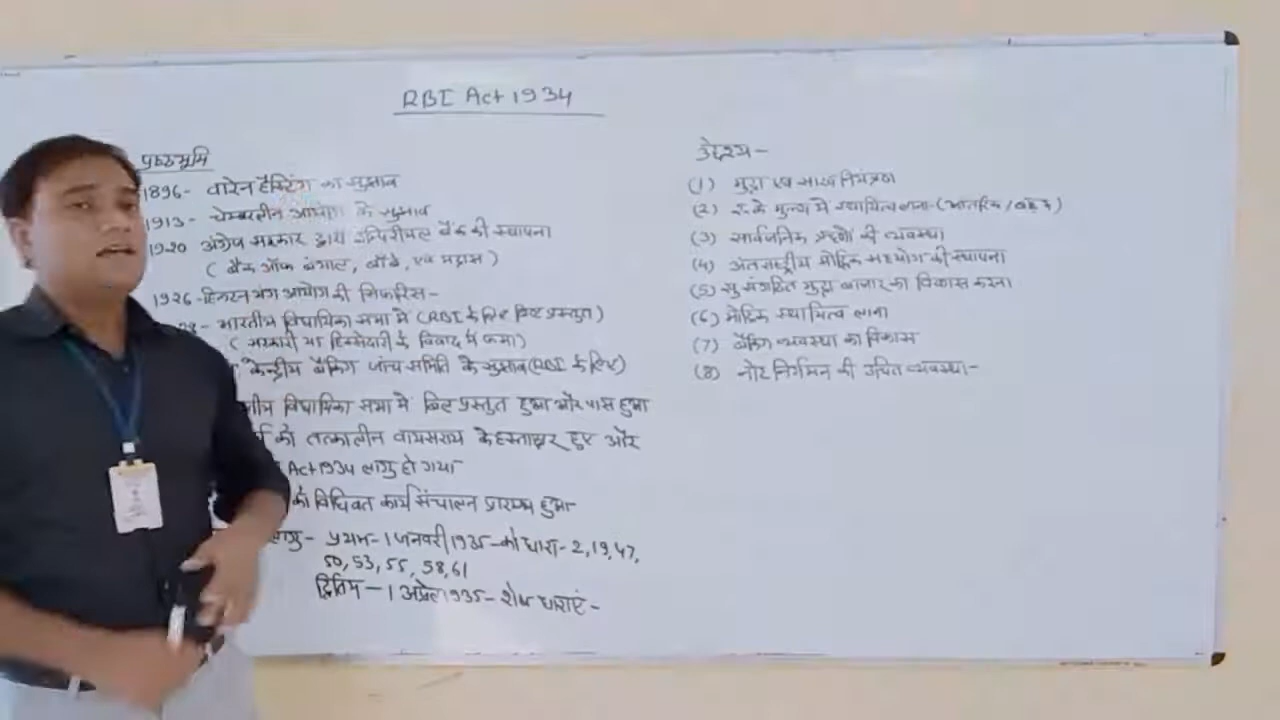 RBI Act 1934
पृष्ठभूमि
1896- वारेन हेस्टिंग का सुझाव
1913- चेम्बरलीन आयोग के सुझाव
1920 अंग्रेज सरकार द्वारा इम्पिरीयल बैंक की स्थापना
( बैंक ऑफ बंगाल, बॉम्बे, एवं मद्रास )
1926- हिल्टन यंग आयोग की सिफारिस-
भारतीय विधायिका सभा मे (RBI के लिए बिल प्रस्तुत)
( सरकारी या हिस्सेदारी के विवाद मे फंसा)
केन्द्रीय बैंकिंग जांच समिति के सुझाव (RBI के लिए)
विधायिका सभा मे बिल प्रस्तुत हुआ और पास हुआ
को तत्कालीन वायसराय के हस्ताक्षर हुए और
Act 1934 लागु हो गया
को विधिवत कार्य संचालन प्रारम्भ हुआ-
लागु- प्रथम- 1 जनवरी 1935- को धारा- 2, 19, 47,
50, 53, 55, 58, 61
द्वितिय- 1 अप्रेल 1935- शेष धाराएं-
उद्देश्य-
(1) मुद्रा एवं साख नियंत्रण
(2) रु. के मुल्य मे स्थायित्व लाना- (आंतरिक / बाह्य)
(3) सार्वजनिक ऋणो की व्यवस्था
(4) अंतराष्ट्रीय मौद्रिक सहयोग की स्थापना
(5) सुसंगठित मुद्रा बाजार का विकास करना
(6) मौद्रिक स्थायित्व लाना
(7) बैंकिंग व्यवस्था का विकास
(8) नोट निर्गमन की उचित व्यवस्था-